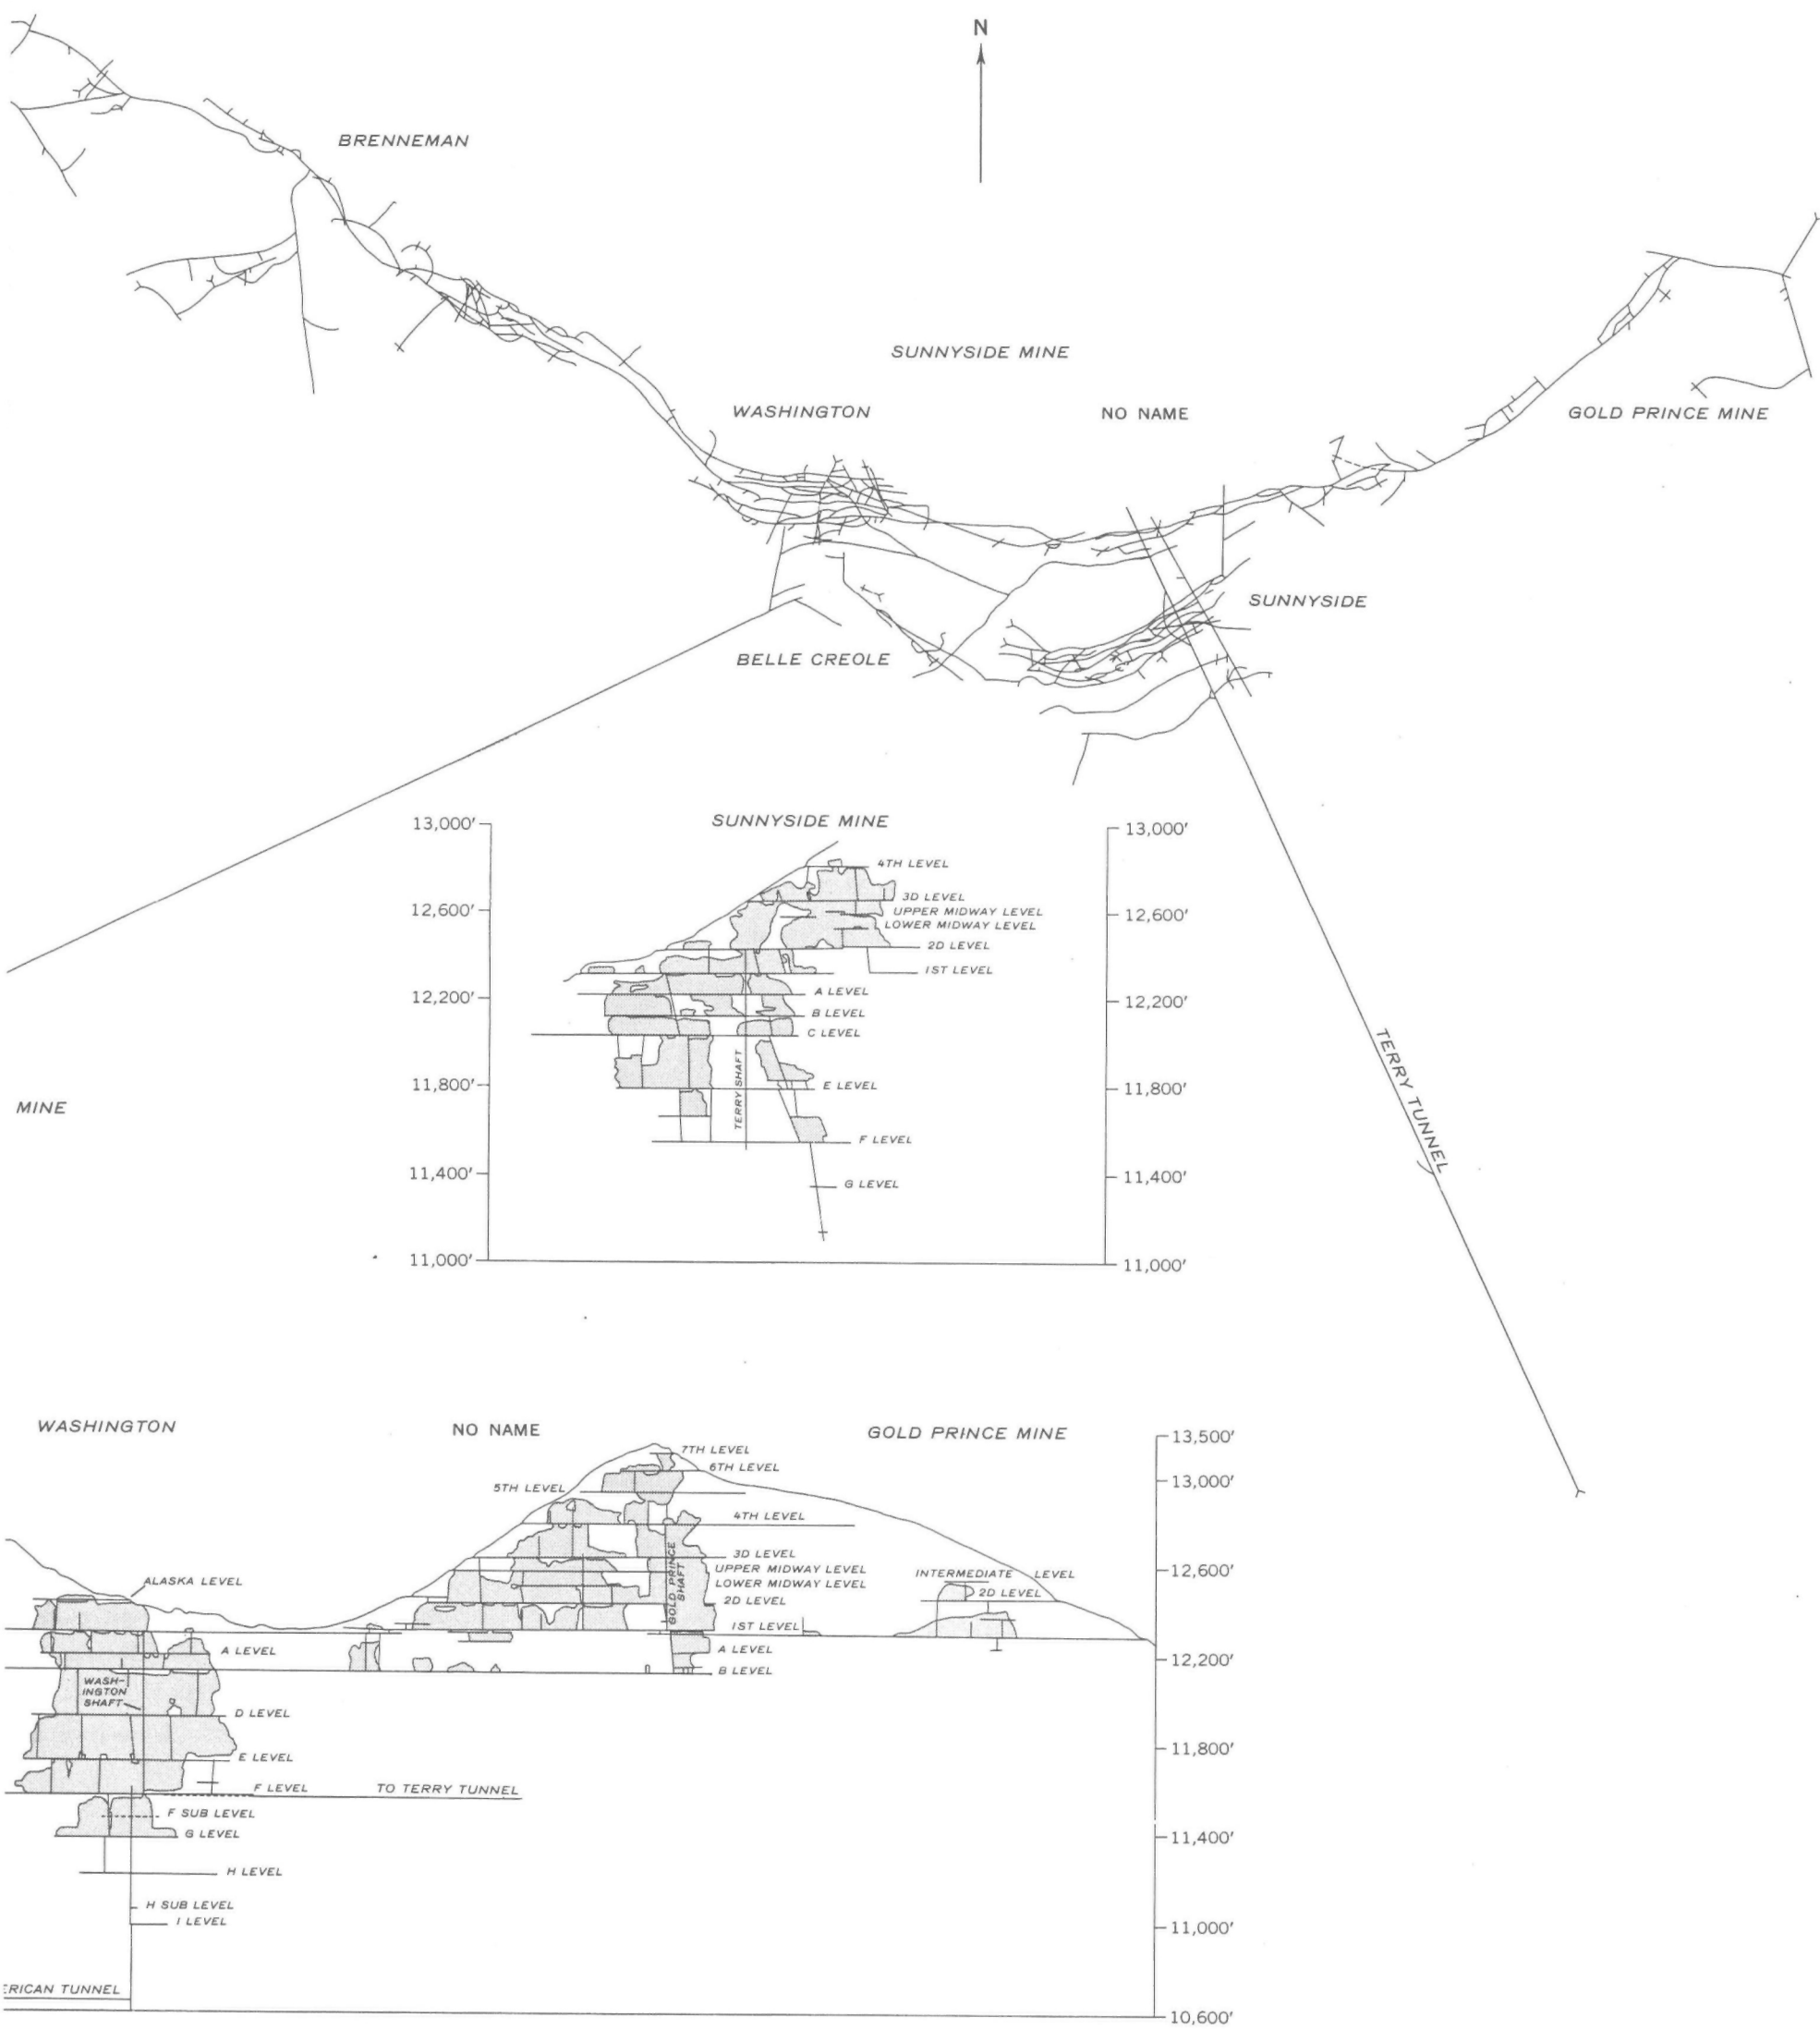 N
BRENNEMAN
SUNNYSIDE MINE
WASHINGTON
NO NAME
GOLD PRINCE MINE
SUNNYSIDE
BELLE CREOLE
SUNNYSIDE MINE
13,000'
13,000'
4TH LEVEL
3D LEVEL
12,600'
UPPER MIDWAY LEVEL
12,600'
LOWER MIDWAY LEVEL
2D LEVEL
1ST LEVEL
A LEVEL
12,200'
12,200'
B LEVEL
C LEVEL
TERRY SHAFT
11,800'
E LEVEL
11,800'
TERRY TUNNEL
MINE
F LEVEL
11,400'
11,400'
G LEVEL
11,000'
11,000'
WASHINGTON
NO NAME
GOLD PRINCE MINE
13,500'
7TH LEVEL
6TH LEVEL
13,000'
5TH LEVEL
4TH LEVEL
3D LEVEL
GOLD PRINCE
SHAFT
UPPER MIDWAY LEVEL
INTERMEDIATE LEVEL
12,600'
ALASKA LEVEL
LOWER MIDWAY LEVEL
2D LEVEL
2D LEVEL
1ST LEVEL
A LEVEL
A LEVEL
12,200'
B LEVEL
WASH-
INGTON
SHAFT
D LEVEL
11,800'
E LEVEL
F LEVEL
TO TERRY TUNNEL
F SUB LEVEL
G LEVEL
11,400'
H LEVEL
H SUB LEVEL
I LEVEL
11,000'
ERICAN TUNNEL
10,600'